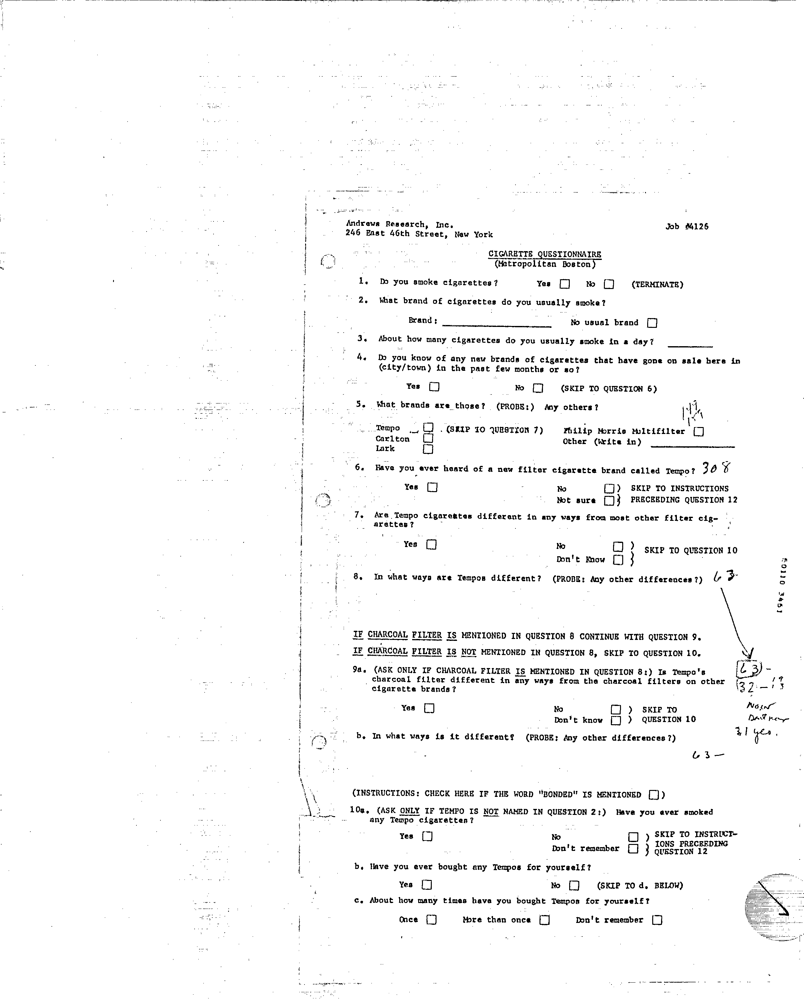 Andrews Research, Inc.
246 East 46th Street, New York
Job #4126
CIGARETTE QUESTIONNAIRE
(Metropolitan Boston)
1. Do you smoke cigarettes? Yes No (TERMINATE)
2. What brand of cigarettes do you usually smoke?
Brand: No usual brand
3. About how many cigarettes do you usually smoke in a day?
4. Do you know of any new brands of cigarettes that have gone on sale here in
(city/town) in the past few months or so?
Yes No (SKIP TO QUESTION 6)
5. What brands are those? (PROBE:) Any others?
Tempo (SKIP TO QUESTION 7) Philip Morris Multifilter
Carlton Other (Write in)
Lark
6. Have you ever heard of a new filter cigarette brand called Tempo? 308
Yes No ) SKIP TO INSTRUCTIONS
Not sure } PRECEEDING QUESTION 12
7. Are Tempo cigareates different in any ways from most other filter cig-
arettes?
Yes No )
Don't Know } SKIP TO QUESTION 10
8. In what ways are Tempos different? (PROBE: Any other differences?) 63
60110 3451
IF CHARCOAL FILTER IS MENTIONED IN QUESTION 8 CONTINUE WITH QUESTION 9.
IF CHARCOAL FILTER IS NOT MENTIONED IN QUESTION 8, SKIP TO QUESTION 10.
9a. (ASK ONLY IF CHARCOAL FILTER IS MENTIONED IN QUESTION 8:) Is Tempo's
charcoal filter different in any ways from the charcoal filters on other
cigarette brands?
63 -
32 -
Yes No ) SKIP TO
Don't know ) QUESTION 10
31 yes.
b. In what ways is it different? (PROBE: Any other differences?)
63 -
(INSTRUCTIONS: CHECK HERE IF THE WORD "BONDED" IS MENTIONED )
10a. (ASK ONLY IF TEMPO IS NOT NAMED IN QUESTION 2:) Have you ever smoked
any Tempo cigarettes?
Yes No ) SKIP TO INSTRUCT-
Don't remember } IONS PRECEEDING
QUESTION 12
b. Have you ever bought any Tempos for yourself?
Yes No (SKIP TO d. BELOW)
c. About how many times have you bought Tempos for yourself?
Once More than once Don't remember